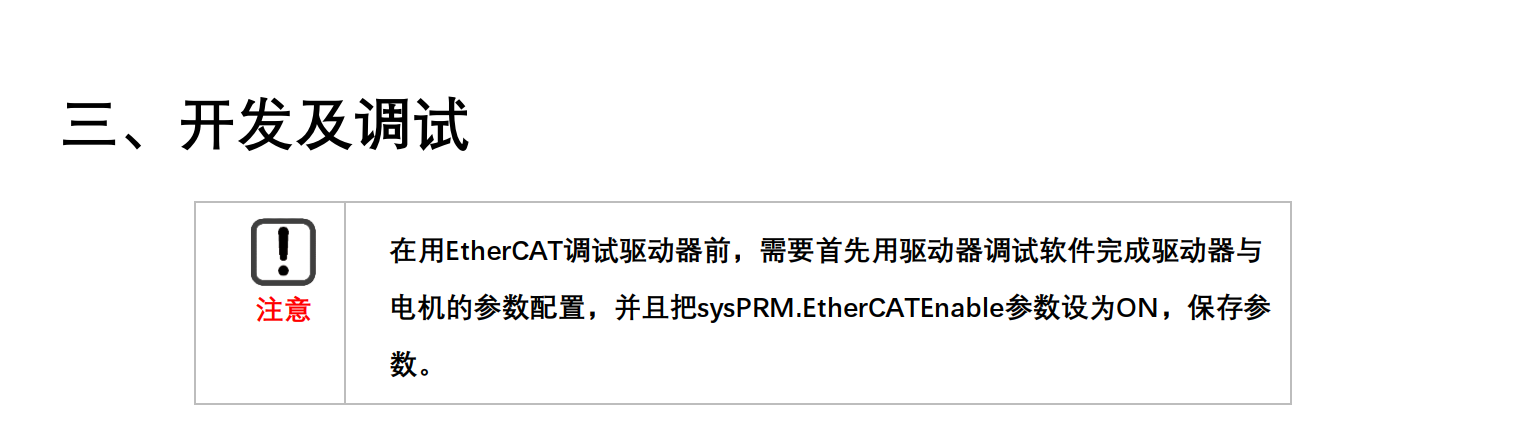 三、开发及调试
注意
在用EtherCAT调试驱动器前，需要首先用驱动器调试软件完成驱动器与
电机的参数配置，并且把sysPRM.EtherCATEnable参数设为ON，保存参
数。